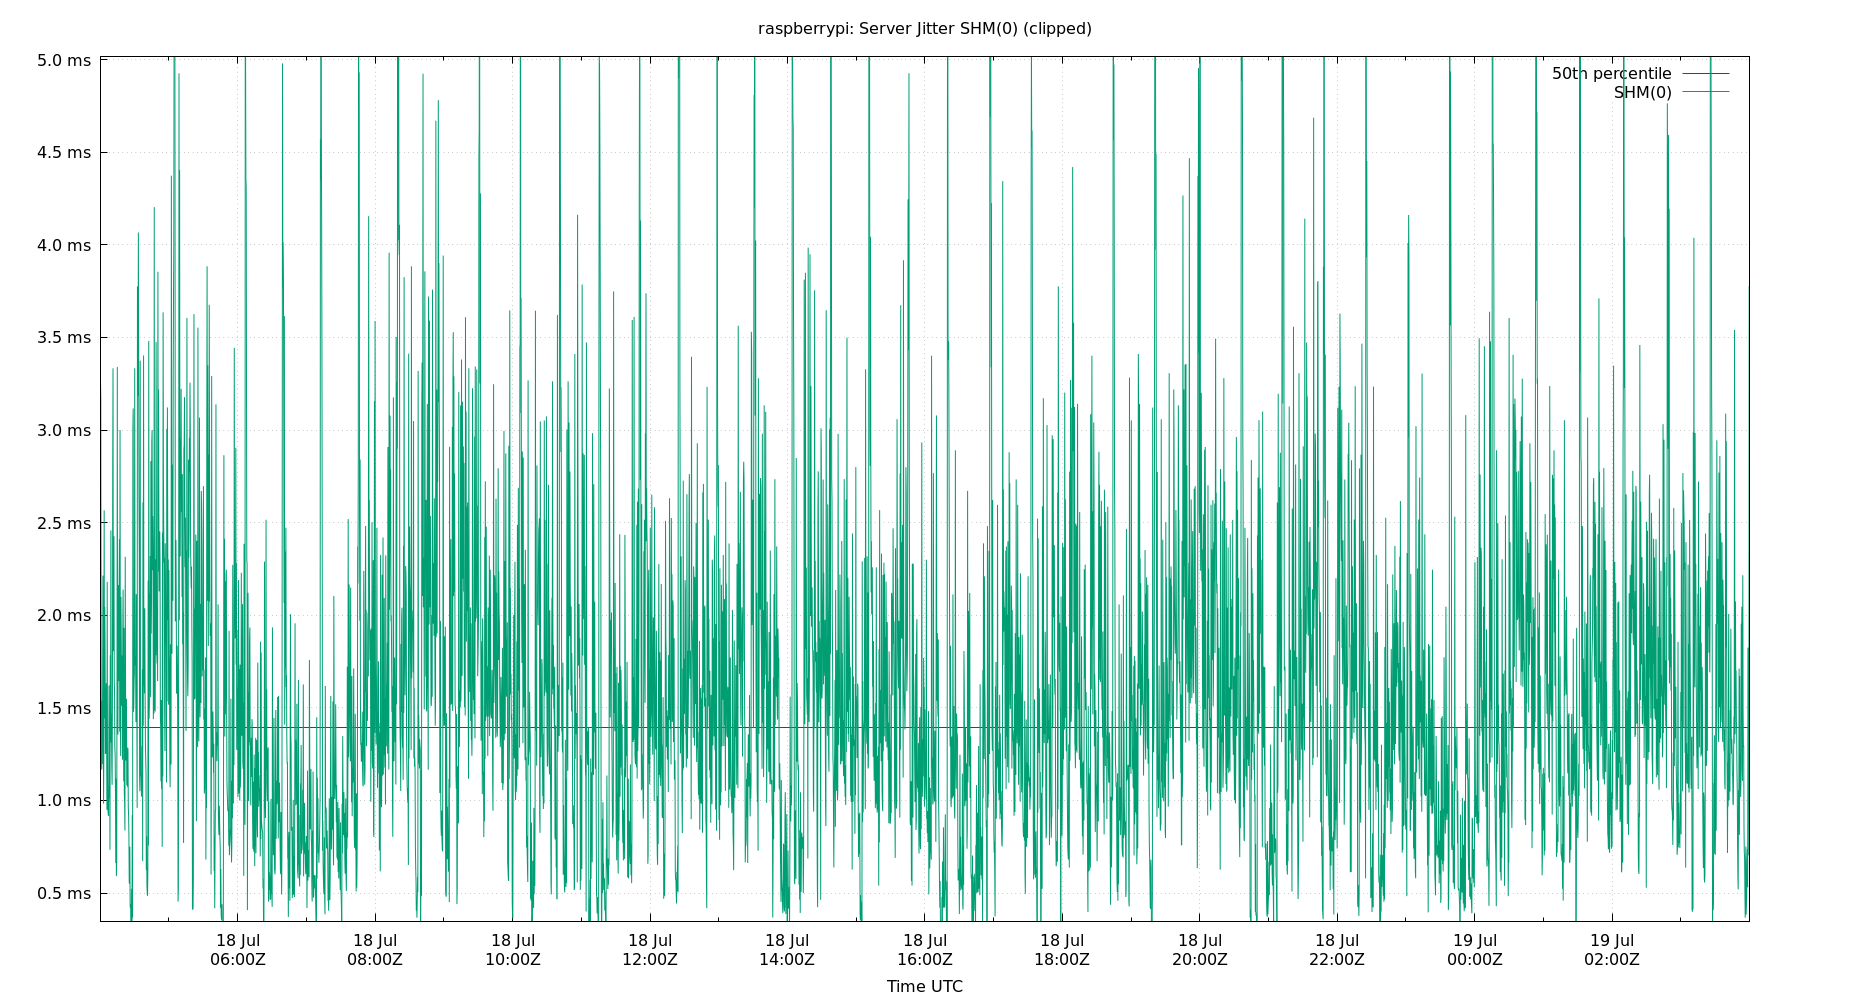 raspberrypi: Server Jitter SHM(0) (clipped)
5.0 ms
4.5 ms
4.0 ms
3.5 ms
3.0 ms
2.5 ms
2.0 ms
1.5 ms
1.0 ms
0.5 ms
50th percentile
SHM(0)
18 Jul 18 Jul 18 Jul 18 Jul 18 Jul 18 Jul 18 Jul 18 Jul 18 Jul 19 Jul 19 Jul
06:00Z 08:00Z 10:00Z 12:00Z 14:00Z 16:00Z 18:00Z 20:00Z 22:00Z 00:00Z 02:00Z
Time UTC